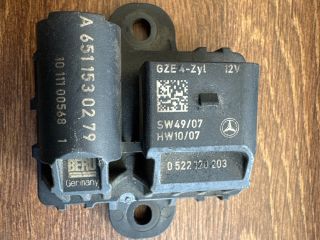 A 651 153 02 79
10 111 00568 1
BERU
Germany
GZE 4-Zyl 12V
SW49/07
HW10/07
0 522 120 203